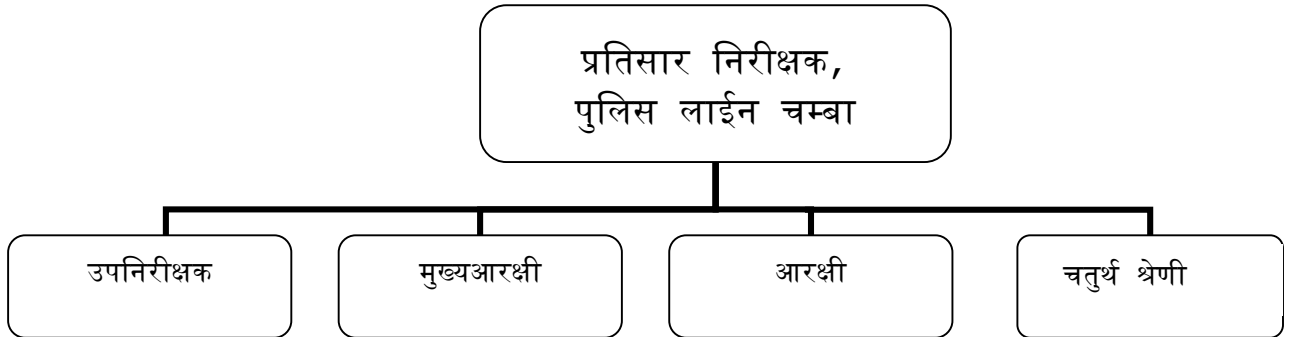 प्रतिसार निरीक्षक,
पुलिस लाईन चम्बा
उपनिरीक्षक
मुख्यआरक्षी
आरक्षी
चतुर्थ श्रेणी